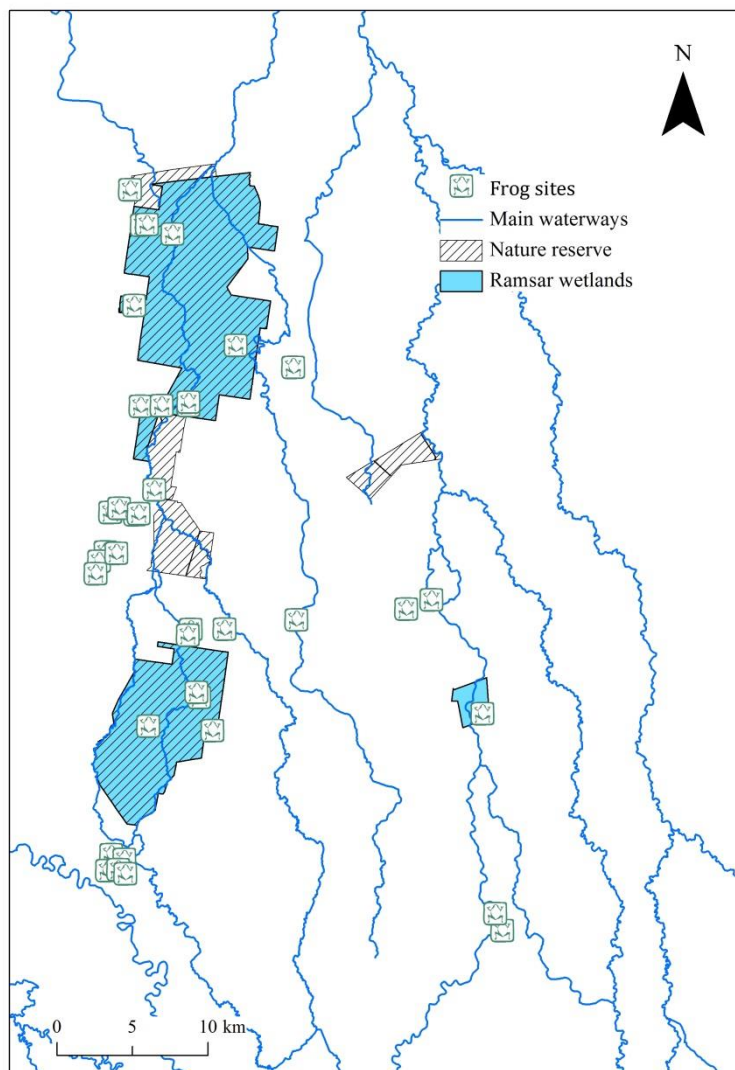 N
Frog sites
Main waterways
Nature reserve
Ramsar wetlands
0 5 10 km